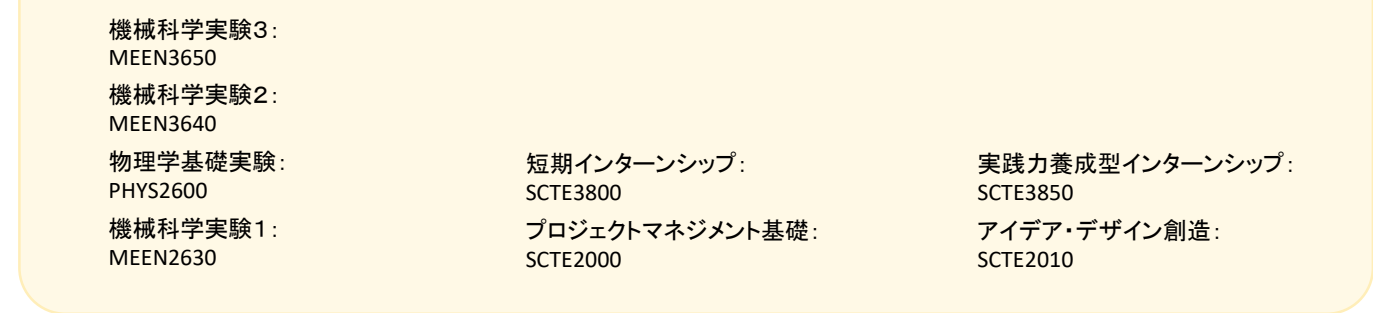 機械科学実験3：
MEEN3650
機械科学実験2：
MEEN3640
物理学基礎実験：
PHYS2600
短期インターンシップ：
SCTE3800
実践力養成型インターンシップ：
SCTE3850
機械科学実験1：
MEEN2630
プロジェクトマネジメント基礎：
SCTE2000
アイデア・デザイン創造：
SCTE2010